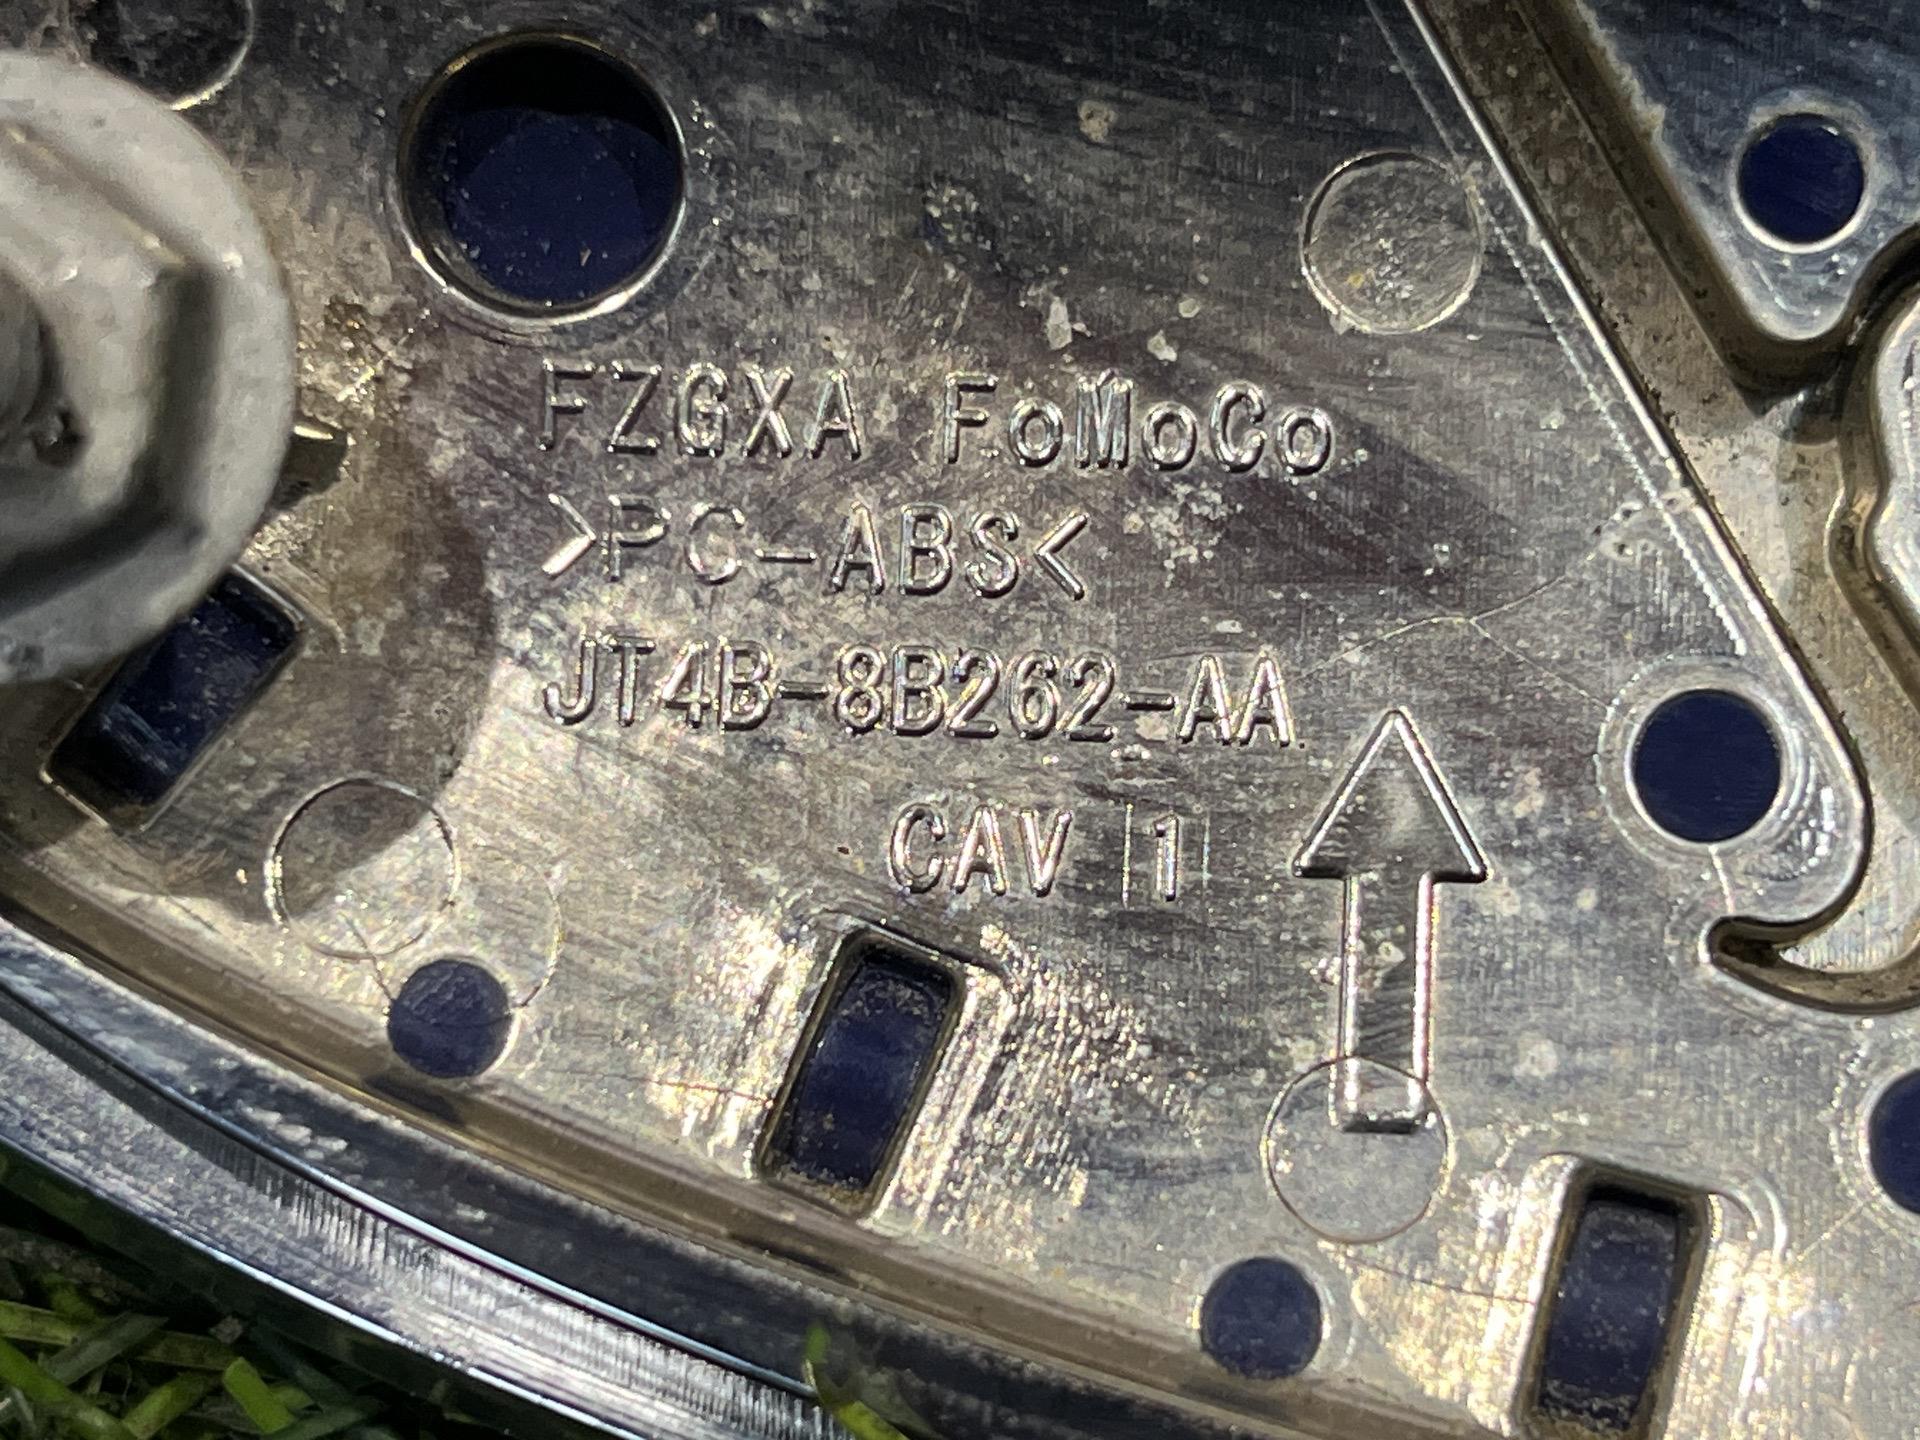 FZGXA FoMoCo
>PC-ABS<
JT4B-8B262-AA
CAV 1